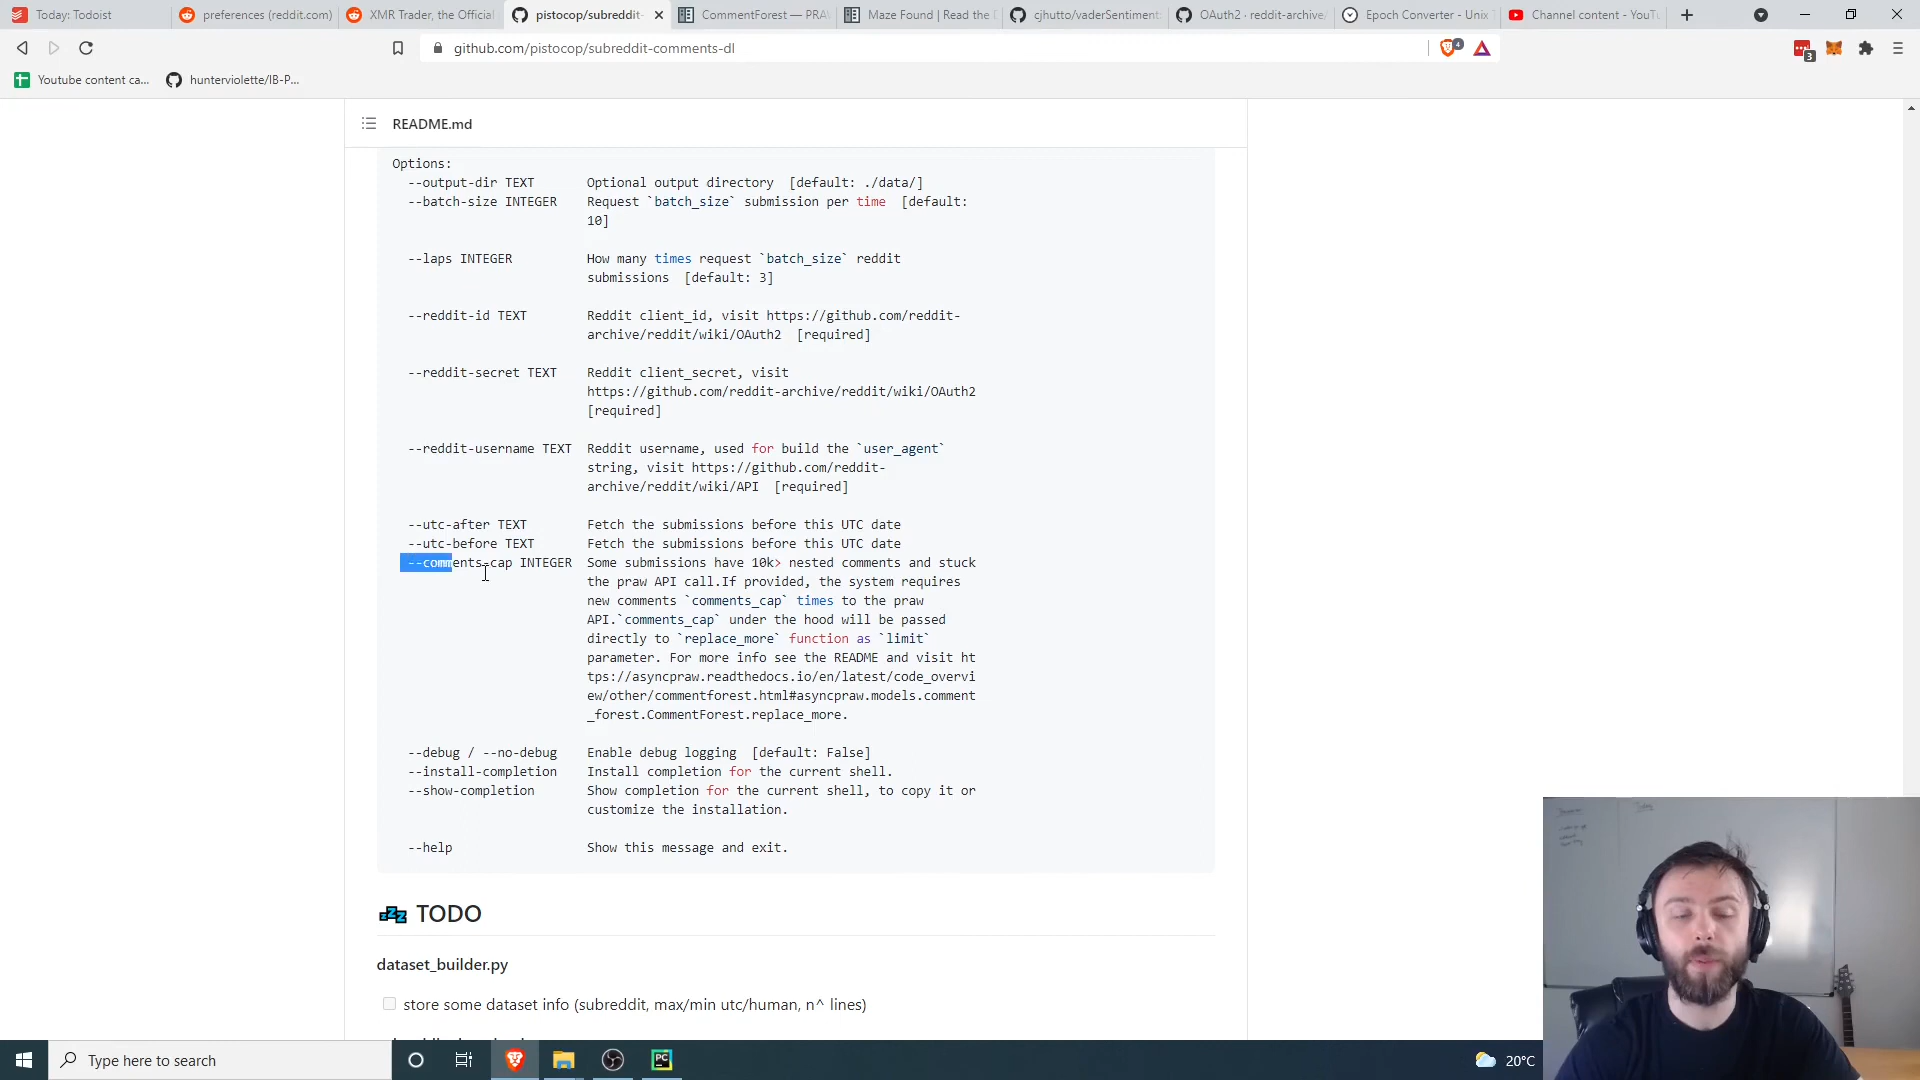 Today: Todoist
preferences (reddit.com)
XMR Trader, the Official
pistocop/subreddit-
CommentForest — PRA
Maze Found | Read the D
cjhutto/vaderSentiment:
OAuth2 · reddit-archive/
Epoch Converter - Unix T
Channel content - YouTu
github.com/pistocop/subreddit-comments-dl
4
3
Youtube content ca...
huntervio​lette/IB-P...
README.md
Options:
--output-dir TEXT Optional output directory [default: ./data/]
--batch-size INTEGER Request `batch_size` submission per time [default:
10]
--laps INTEGER How many times request `batch_size` reddit
submissions [default: 3]
--reddit-id TEXT Reddit client_id, visit https://github.com/reddit-
archive/reddit/wiki/OAuth2 [required]
--reddit-secret TEXT Reddit client_secret, visit
https://github.com/reddit-archive/reddit/wiki/OAuth2
[required]
--reddit-username TEXT Reddit username, used for build the `user_agent`
string, visit https://github.com/reddit-
archive/reddit/wiki/API [required]
--utc-after TEXT Fetch the submissions before this UTC date
--utc-before TEXT Fetch the submissions before this UTC date
--comments-cap INTEGER Some submissions have 10k> nested comments and stuck
the praw API call.If provided, the system requires
new comments `comments_cap` times to the praw
API.`comments_cap` under the hood will be passed
directly to `replace_more` function as `limit`
parameter. For more info see the README and visit ht
tps://asyncpraw.readthedocs.io/en/latest/code_overvi
ew/other/commentforest.html#asyncpraw.models.comment
_forest.CommentForest.replace_more.
--debug / --no-debug Enable debug logging [default: False]
--install-completion Install completion for the current shell.
--show-completion Show completion for the current shell, to copy it or
customize the installation.
--help Show this message and exit.
💤 TODO
dataset_builder.py
store some dataset info (subreddit, max/min utc/human, n^ lines)
Type here to search
PC
20°C